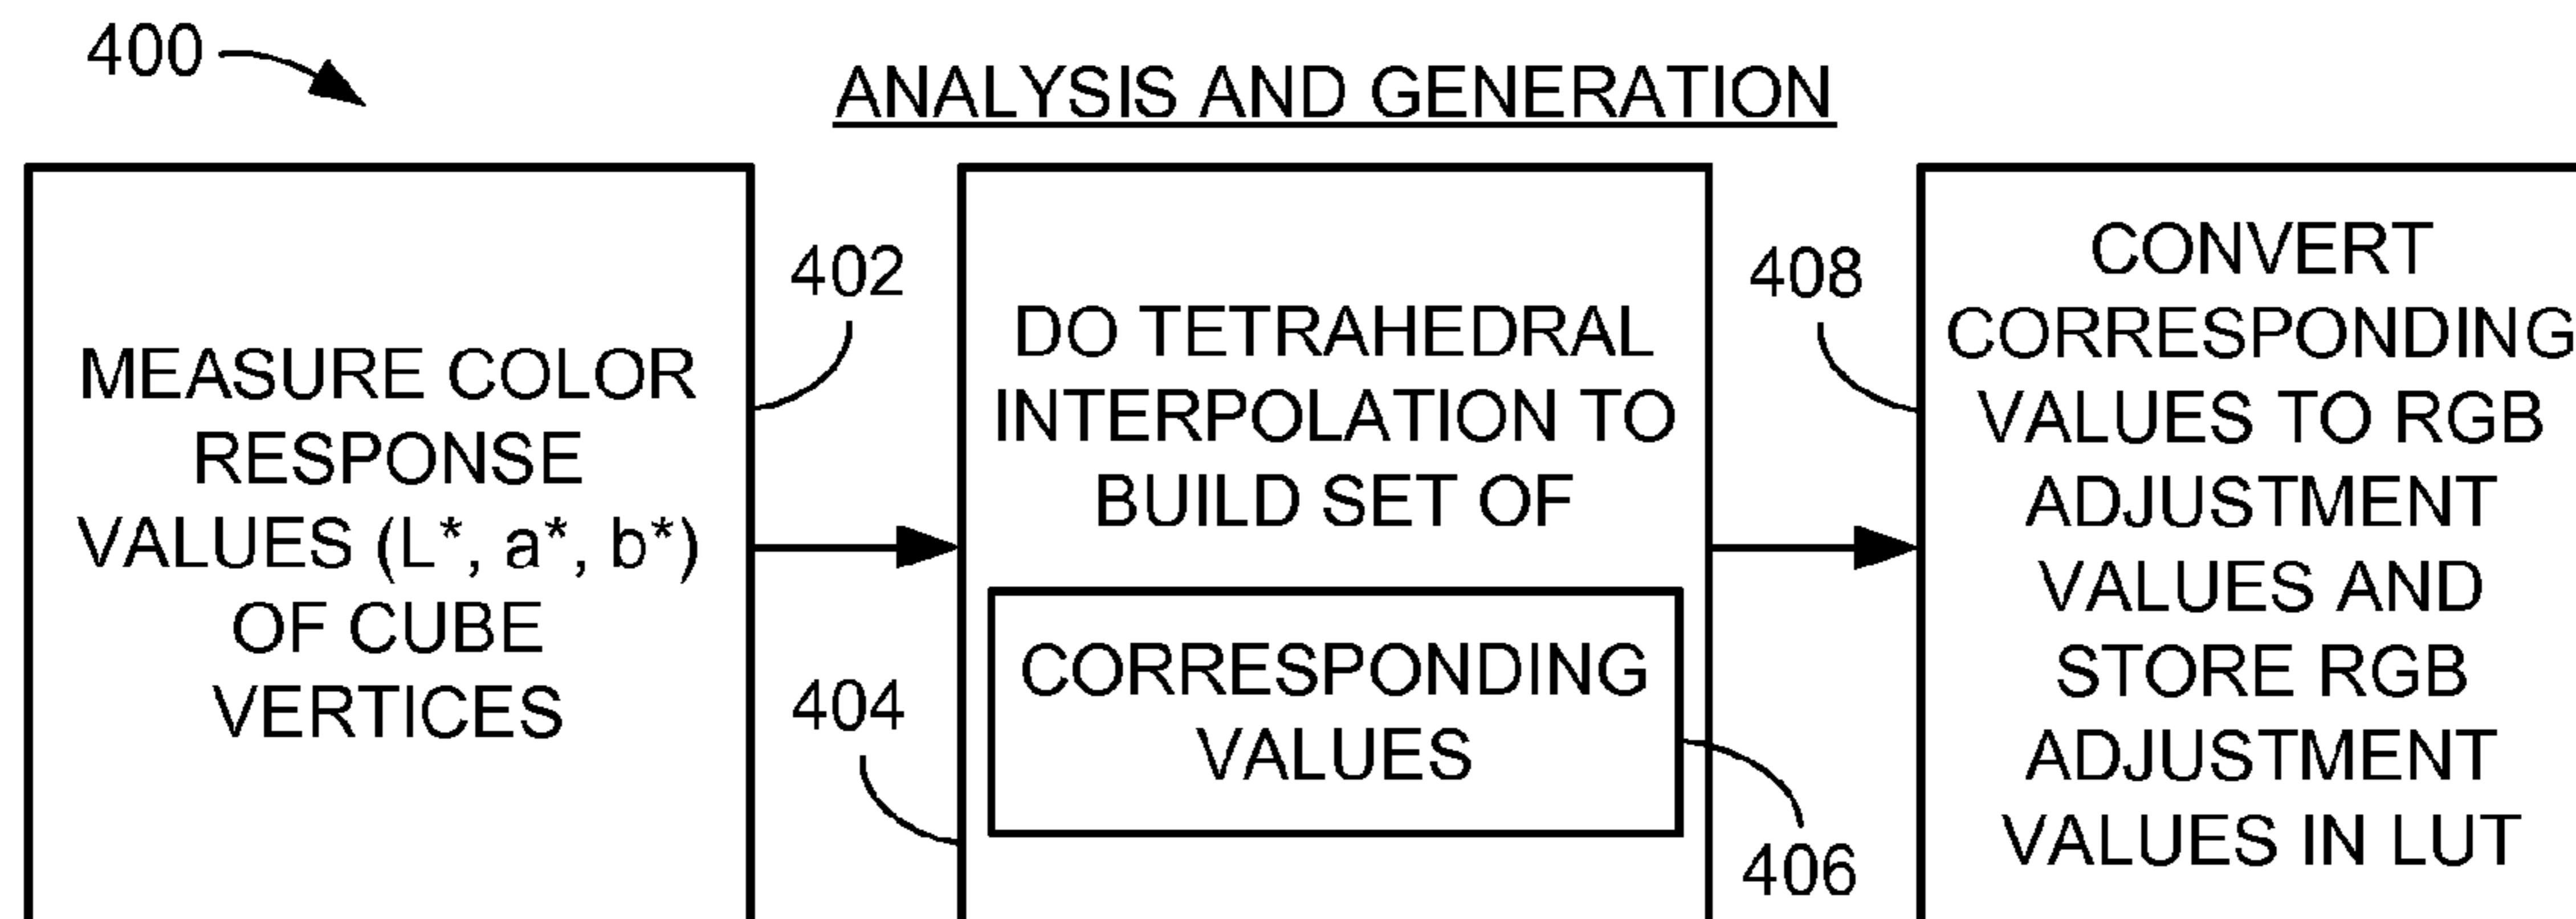 400
ANALYSIS AND GENERATION
MEASURE COLOR
RESPONSE
VALUES (L*, a*, b*)
OF CUBE
VERTICES
402
404
DO TETRAHEDRAL
INTERPOLATION TO
BUILD SET OF
CORRESPONDING
VALUES
406
408
CONVERT
CORRESPONDING
VALUES TO RGB
ADJUSTMENT
VALUES AND
STORE RGB
ADJUSTMENT
VALUES IN LUT